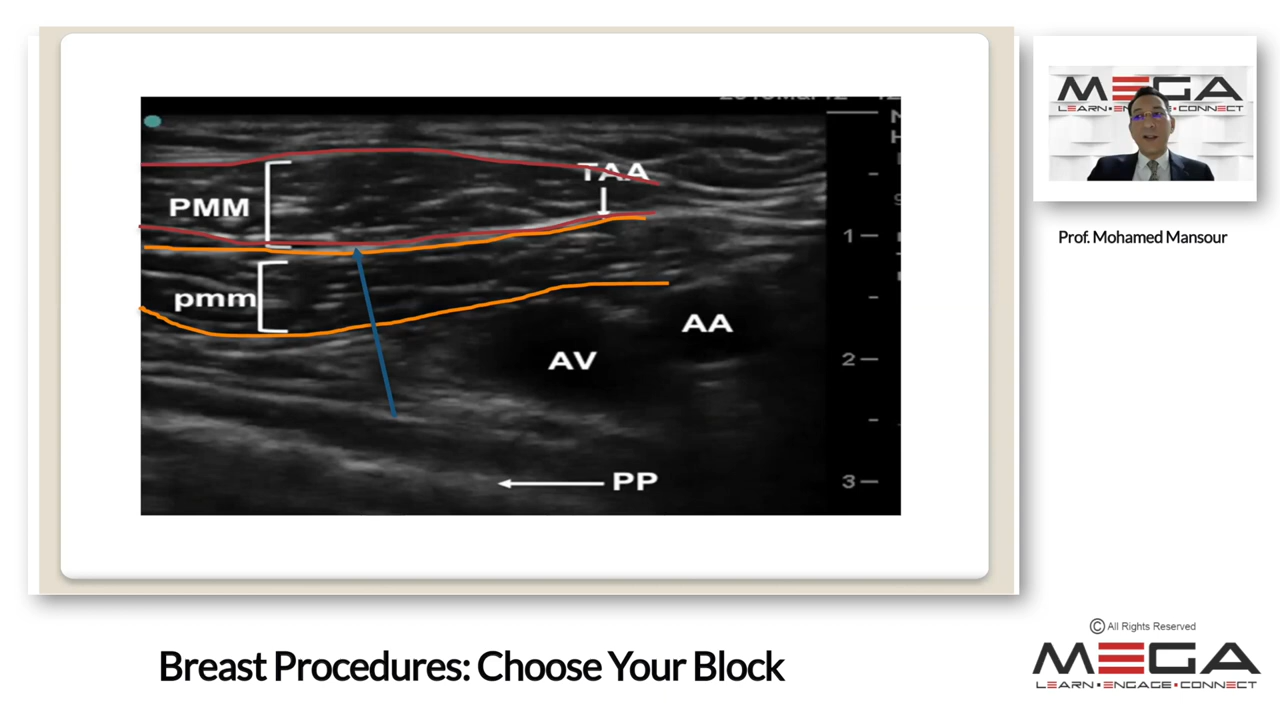 PMM
TAA
pmm
AA
AV
PP
1
2
3
MEGA
LEARN•ENGAGE•CONNECT
Prof. Mohamed Mansour
Breast Procedures: Choose Your Block
© All Rights Reserved
MEGA
LEARN•ENGAGE•CONNECT